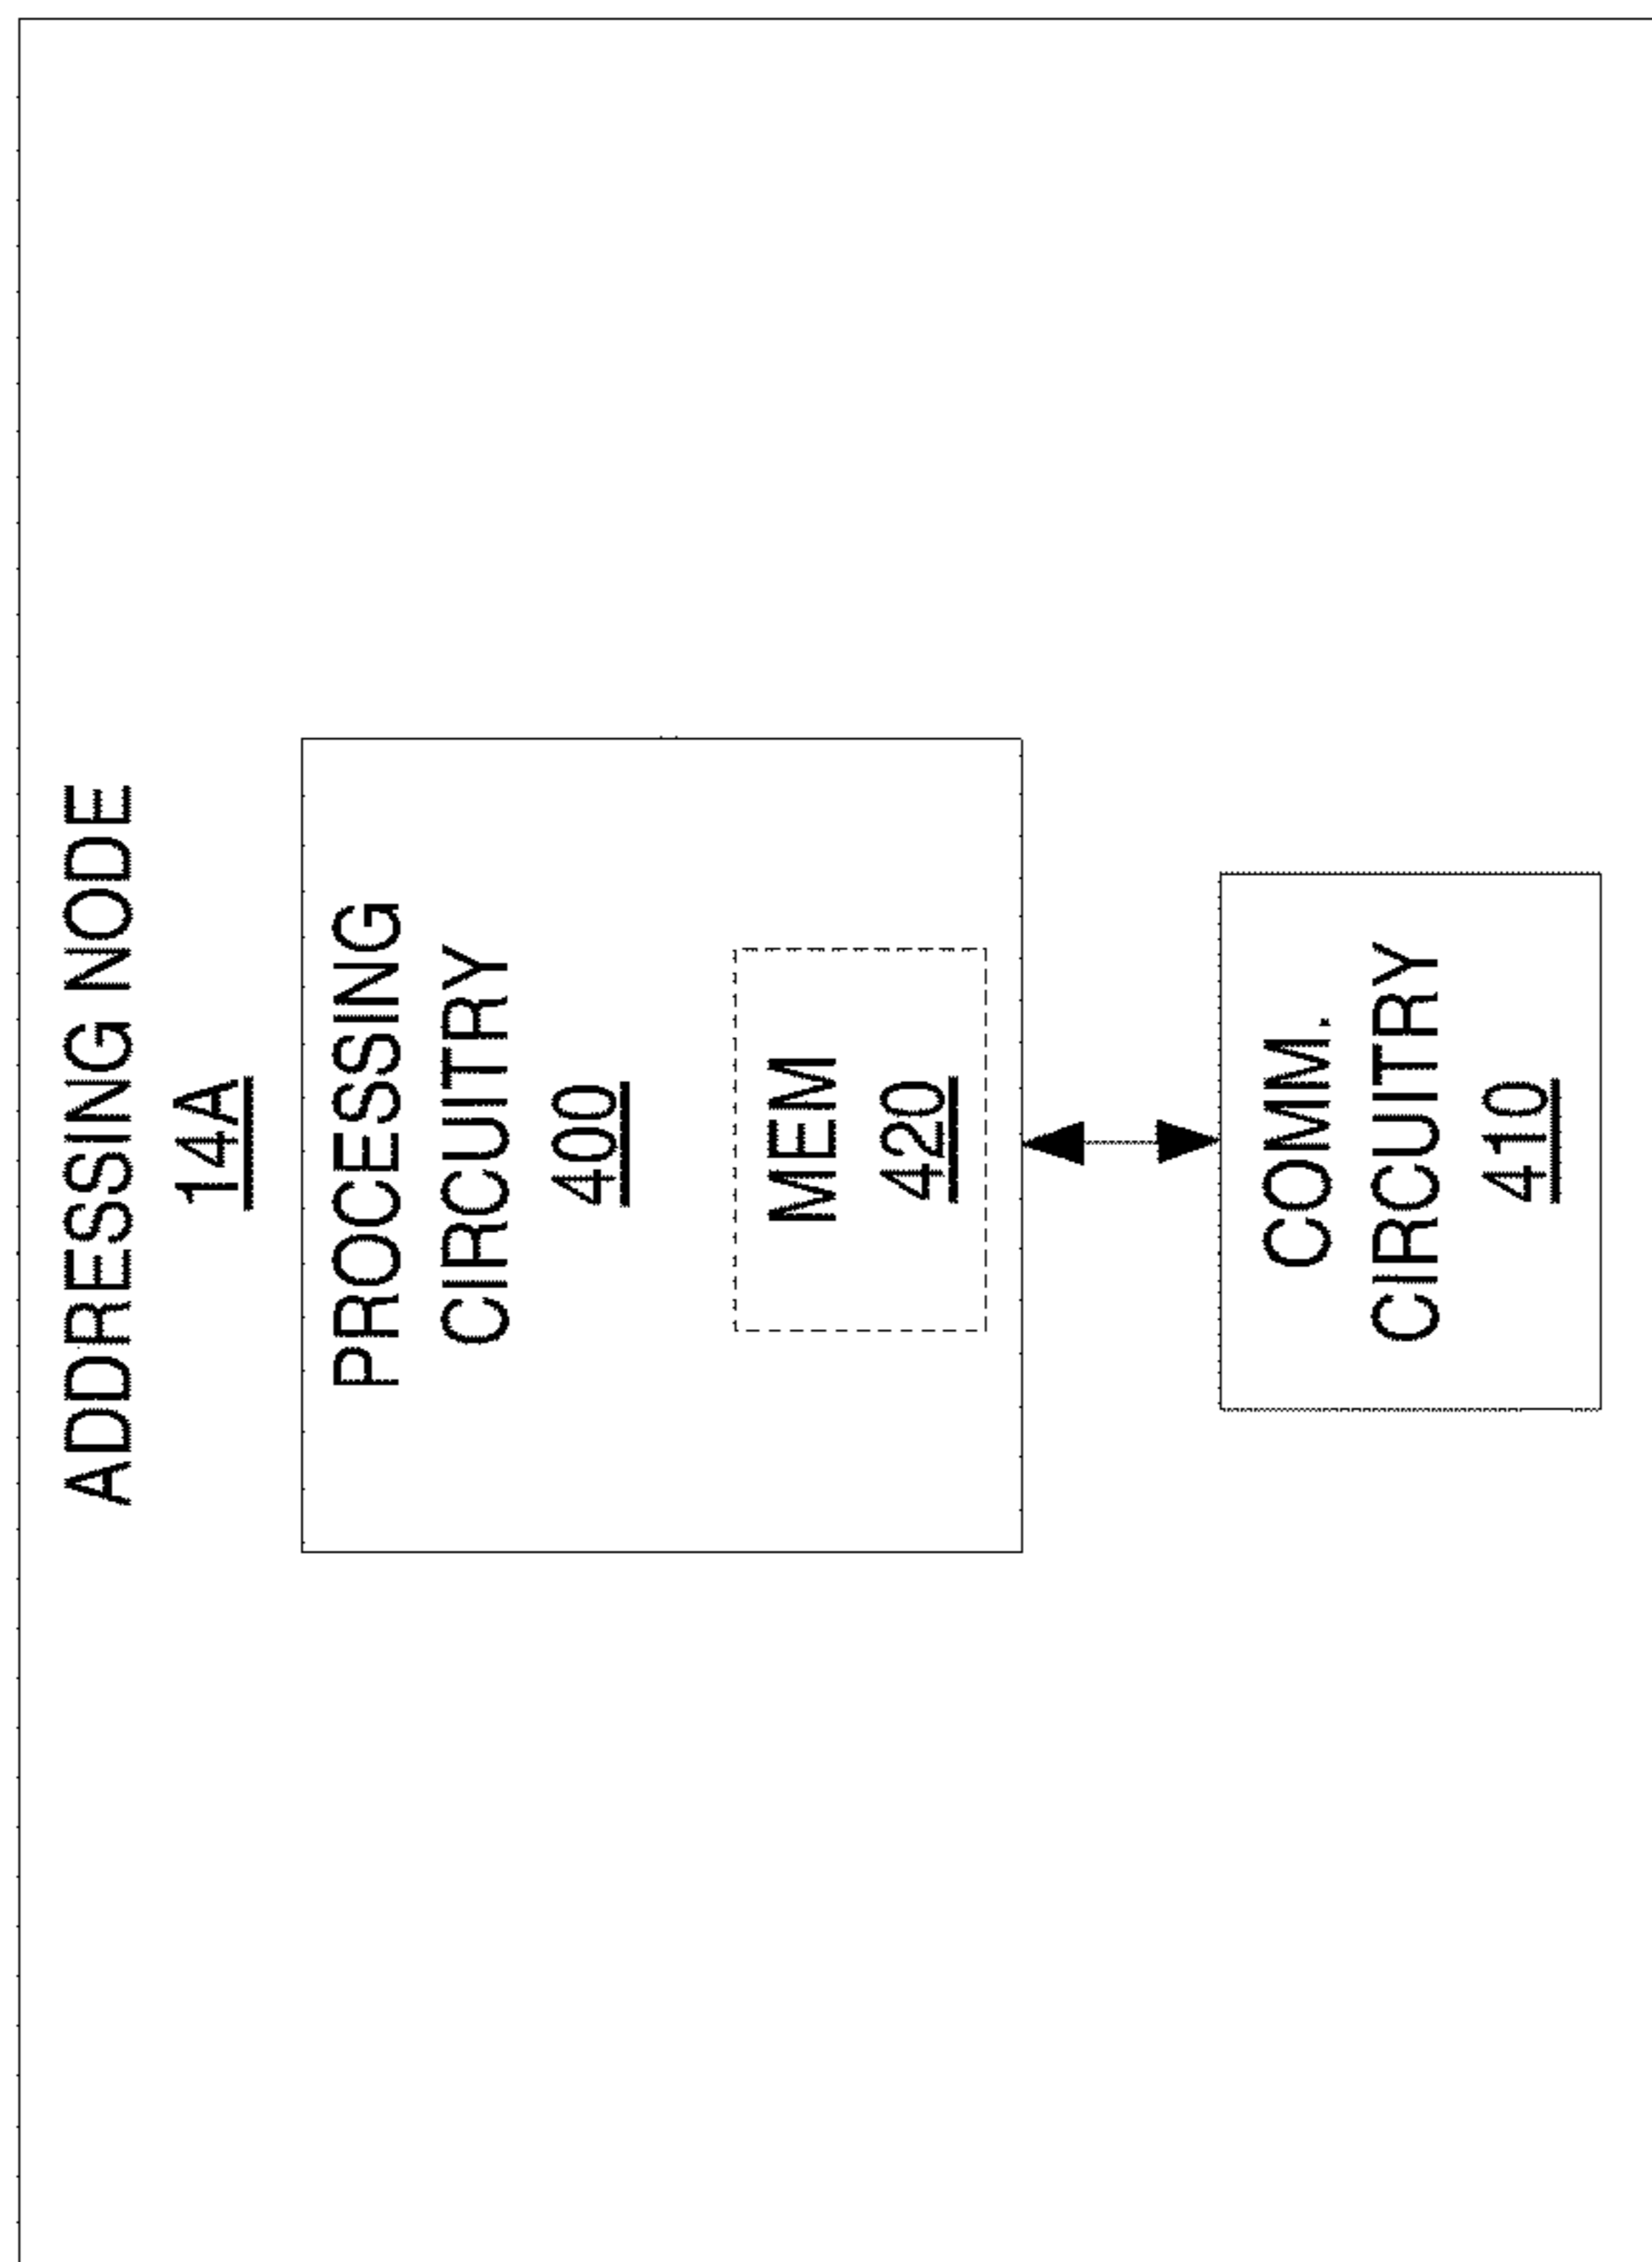 ADDRESSING NODE
14A
PROCESSING
CIRCUITRY
400
MEM
420
COMM.
CIRCUITRY
410